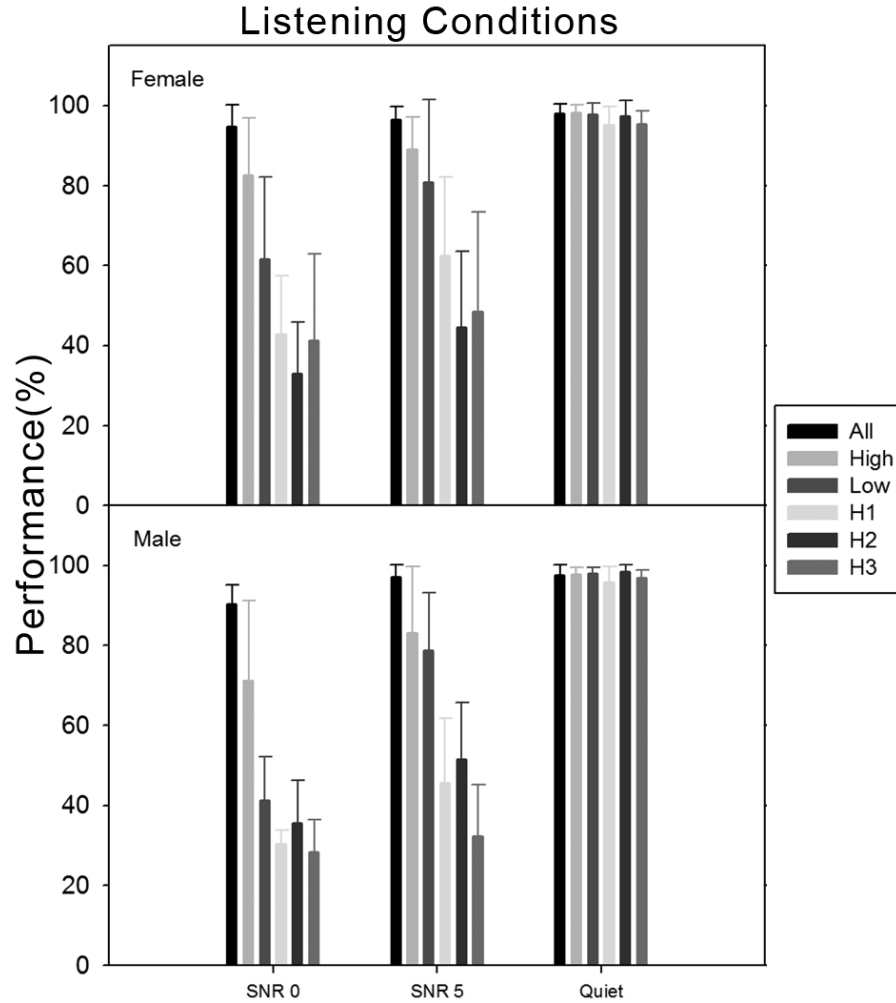 Listening Conditions
Female
100
80
60
40
20
0
Male
100
80
60
40
20
0
Performance(%)
SNR 0 SNR 5 Quiet
All
High
Low
H1
H2
H3